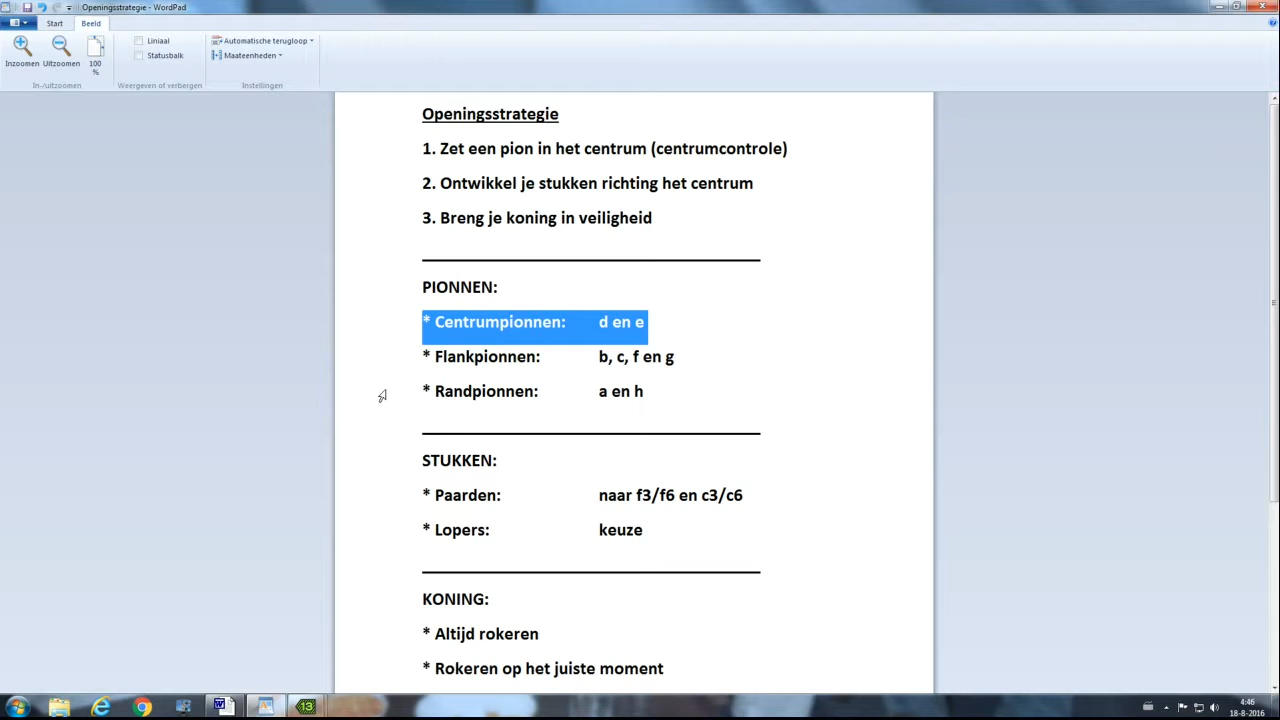 Openingsstrategie - WordPad
Start
Beeld
Inzoomen
Uitzoomen
100
%
Liniaal
Statusbalk
Automatische terugloop
Maateenheden
In-/uitzoomen
Weergeven of verbergen
Instellingen
Openingsstrategie
1. Zet een pion in het centrum (centrumcontrole)
2. Ontwikkel je stukken richting het centrum
3. Breng je koning in veiligheid
PIONNEN:
* Centrumpionnen: d en e
* Flankpionnen: b, c, f en g
* Randpionnen: a en h
STUKKEN:
* Paarden: naar f3/f6 en c3/c6
* Lopers: keuze
KONING:
* Altijd rokeren
* Rokeren op het juiste moment
13
4:46
18-8-2016